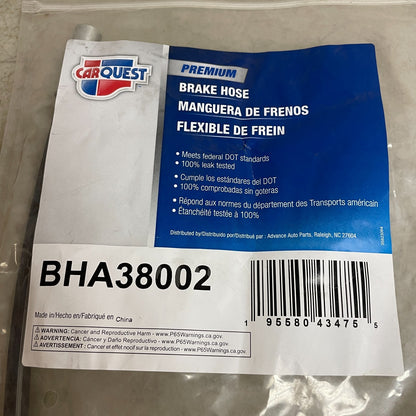 CARQUEST
PREMIUM
BRAKE HOSE
MANGUERA DE FRENOS
FLEXIBLE DE FREIN
• Meets federal DOT standards
• 100% leak tested
• Cumple los estándares del DOT
• 100% comprobadas sin goteras
• Répond aux normes du département des Transports américain
• Étanchéité testée à 100%
Distributed by/Distribuido por/Distribué par : Advance Auto Parts, Raleigh, NC 27604
BHA38002
Made in/Hecho en/Fabriqué en China
1 95580 43475 5
WARNING: Cancer and Reproductive Harm - www.P65Warnings.ca.gov.
ADVERTENCIA: Cáncer y Daño Reproductivo - www.P65Warnings.ca.gov.
AVERTISSEMENT : Cancer et effet nocif sur la reproduction - www.P65Warnings.ca.gov.